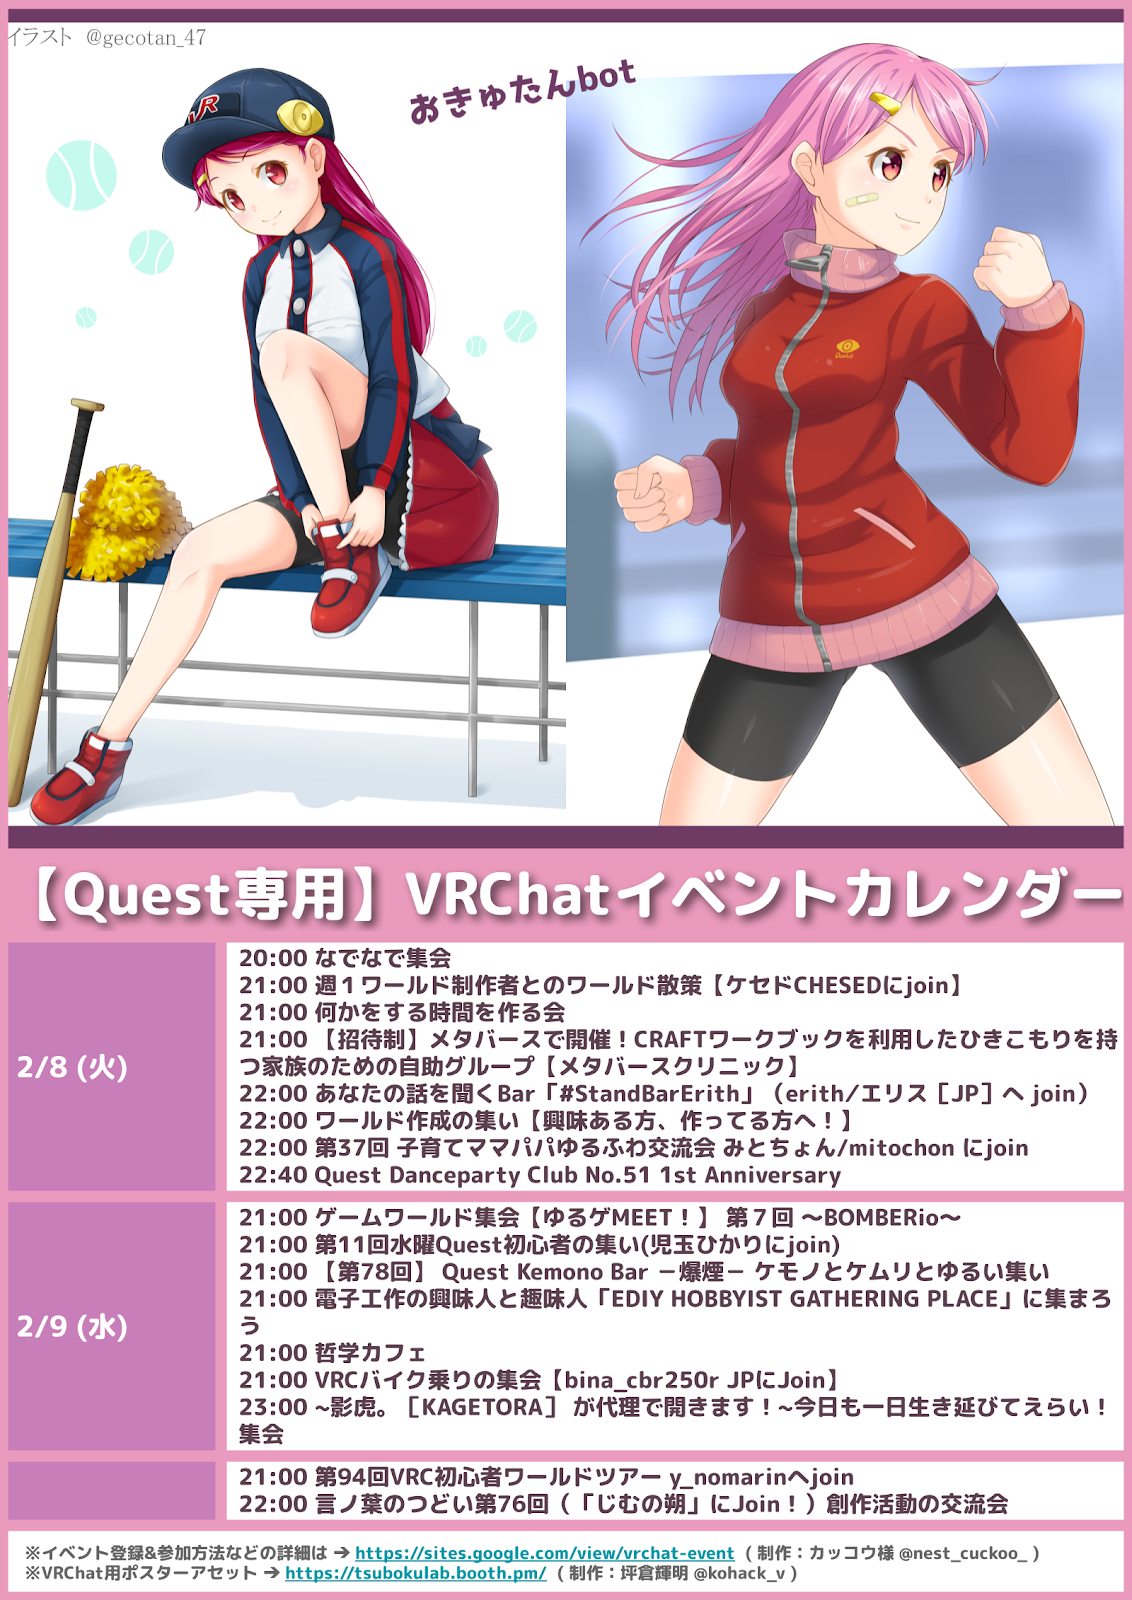 イラスト @gecotan_47
おきゅたんbot
VR
Quest
【Quest専用】VRChatイベントカレンダー
2/8 (火)
20:00 なでなで集会
21:00 週１ワールド制作者とのワールド散策【ケセドCHESEDにjoin】
21:00 何かをする時間を作る会
21:00 【招待制】メタバースで開催！CRAFTワークブックを利用したひきこもりを持
つ家族のための自助グループ【メタバースクリニック】
22:00 あなたの話を聞くBar「#StandBarErith」（erith/エリス［JP］へ join）
22:00 ワールド作成の集い【興味ある方、作ってる方へ！】
22:00 第37回 子育てママパパゆるふわ交流会 みとちょん/mitochon にjoin
22:40 Quest Danceparty Club No.51 1st Anniversary
2/9 (水)
21:00 ゲームワールド集会【ゆるゲMEET！】 第７回 〜BOMBERio〜
21:00 第11回水曜Quest初心者の集い(児玉ひかりにjoin)
21:00 【第78回】 Quest Kemono Bar －爆煙－ ケモノとケムリとゆるい集い
21:00 電子工作の興味人と趣味人「EDIY HOBBYIST GATHERING PLACE」に集まろ
う
21:00 哲学カフェ
21:00 VRCバイク乗りの集会【bina_cbr250r JPにJoin】
23:00 ~影虎。［KAGETORA］ が代理で開きます！~今日も一日生き延びてえらい！
集会
21:00 第94回VRC初心者ワールドツアー y_nomarinへjoin
22:00 言ノ葉のつどい第76回（「じむの朔」にJoin！）創作活動の交流会
※イベント登録&参加方法などの詳細は ➔ https://sites.google.com/view/vrchat-event （ 制作：カッコウ様 @nest_cuckoo_ ）
※VRChat用ポスターアセット ➔ https://tsubokulab.booth.pm/ （ 制作：坪倉輝明 @kohack_v ）